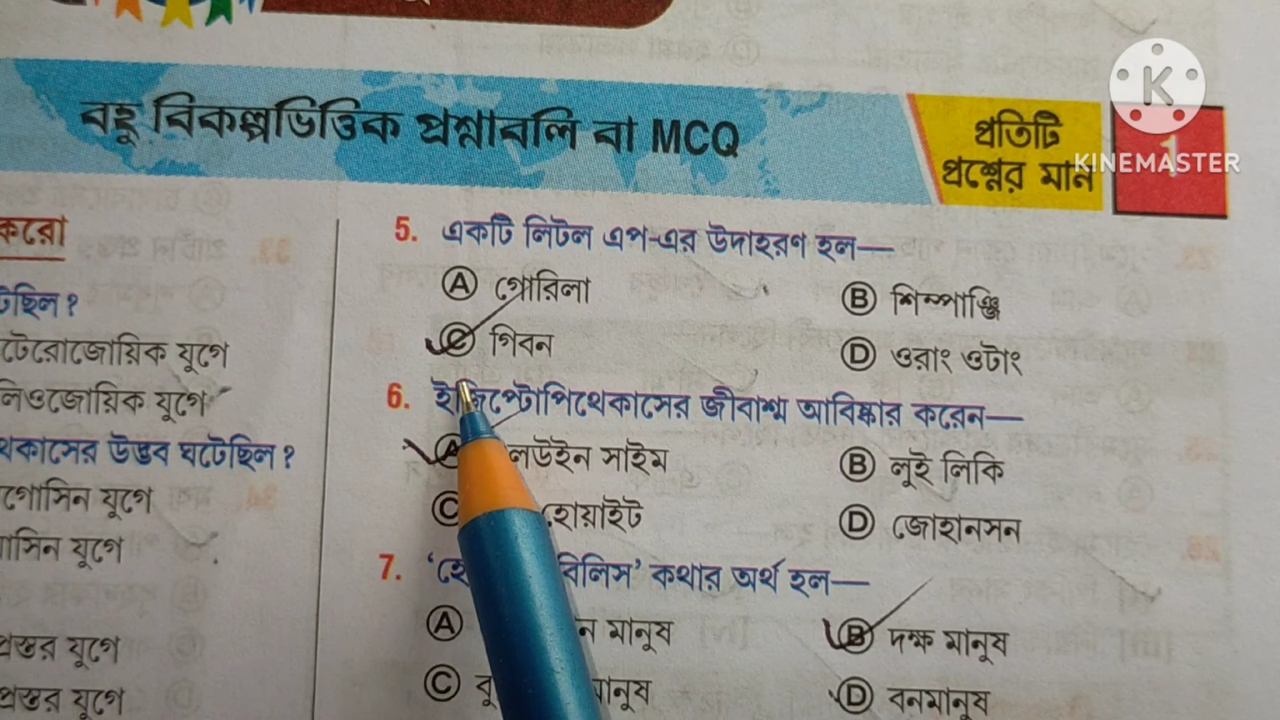 বহু বিকল্পভিত্তিক প্রশ্নাবলি বা MCQ
প্রতিটি
প্রশ্নের মান
1
KINEMASTER
করো
টেরোজোয়িক যুগে
লিওজোয়িক যুগে
থেকাসের উদ্ভব ঘটেছিল?
গোসিন যুগে
প্রস্তর যুগে
প্রস্তর যুগে
5. একটি লিটল এপ-এর উদাহরণ হল—
A গোরিলা B শিম্পাঞ্জি
C গিবন D ওরাং ওটাং
6. ইজিপ্টোপিথেকাসের জীবাশ্ম আবিষ্কার করেন—
A লউইন সাইম B লুই লিকি
C হোয়াইট D জোহানসন
7. বিলিস’ কথার অর্থ হল—
A মানুষ B দক্ষ মানুষ
C মানুষ D বনমানুষ